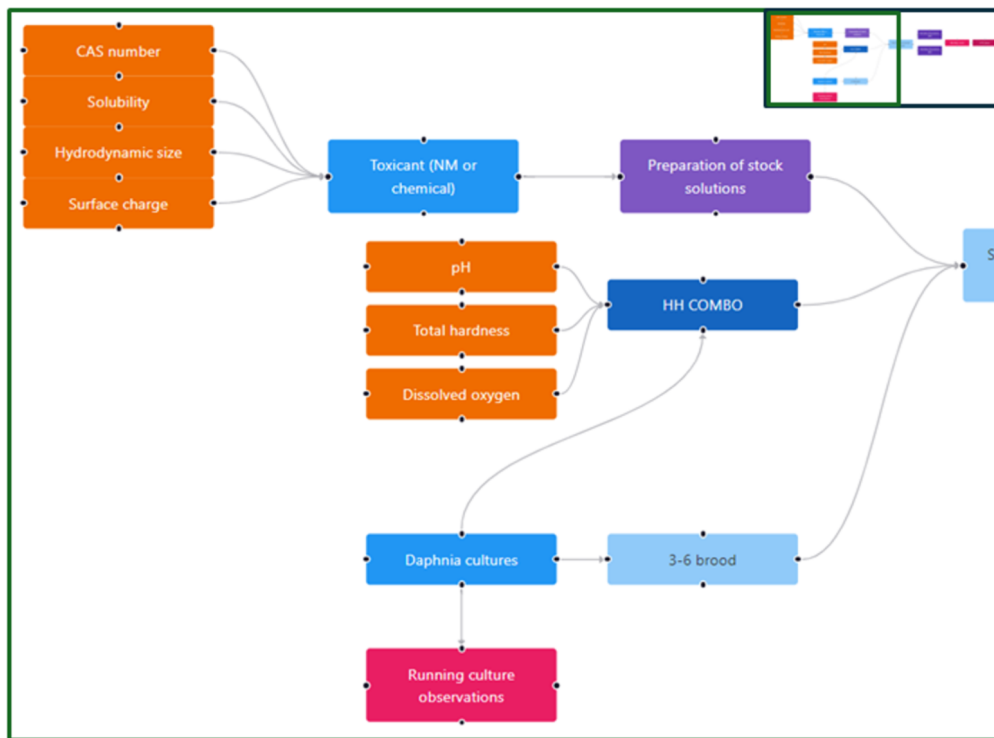 CAS number
Solubility
Hydrodynamic size
Surface charge
Toxicant (NM or
chemical)
Preparation of stock
solutions
S
pH
Total hardness
Dissolved oxygen
HH COMBO
Daphnia cultures
3-6 brood
Running culture
observations